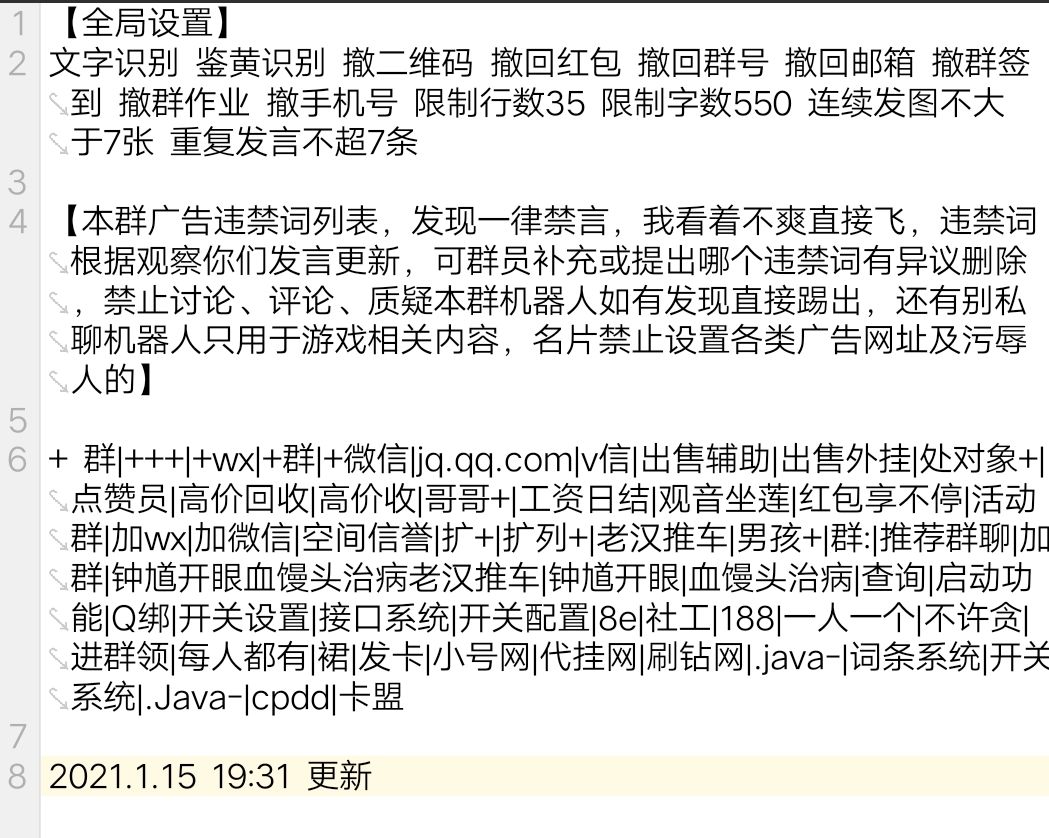 1 【全局设置】
2 文字识别 鉴黄识别 撤二维码 撤回红包 撤回群号 撤回邮箱 撤群签
到 撤群作业 撤手机号 限制行数35 限制字数550 连续发图不大
于7张 重复发言不超7条
3
4 【本群广告违禁词列表，发现一律禁言，我看着不爽直接飞，违禁词
根据观察你们发言更新，可群员补充或提出哪个违禁词有异议删除
，禁止讨论、评论、质疑本群机器人如有发现直接踢出，还有别私
聊机器人只用于游戏相关内容，名片禁止设置各类广告网址及污辱
人的】
5
6 + 群|+++|+wx|+群|+微信|jq.qq.com|v信|出售辅助|出售外挂|处对象+|
点赞员|高价回收|高价收|哥哥+|工资日结|观音坐莲|红包享不停|活动
群|加wx|加微信|空间信誉|扩+|扩列+|老汉推车|男孩+|群:|推荐群聊|加
群|钟馗开眼血馒头治病老汉推车|钟馗开眼|血馒头治病|查询|启动功
能|Q绑|开关设置|接口系统|开关配置|8e|社工|188|一人一个|不许贪|
进群领|每人都有|裙|发卡|小号网|代挂网|刷钻网|.java-|词条系统|开关
系统|.Java-|cpdd|卡盟
7
8 2021.1.15 19:31 更新